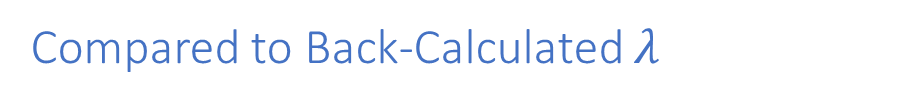 Compared to Back-Calculated 𝜆